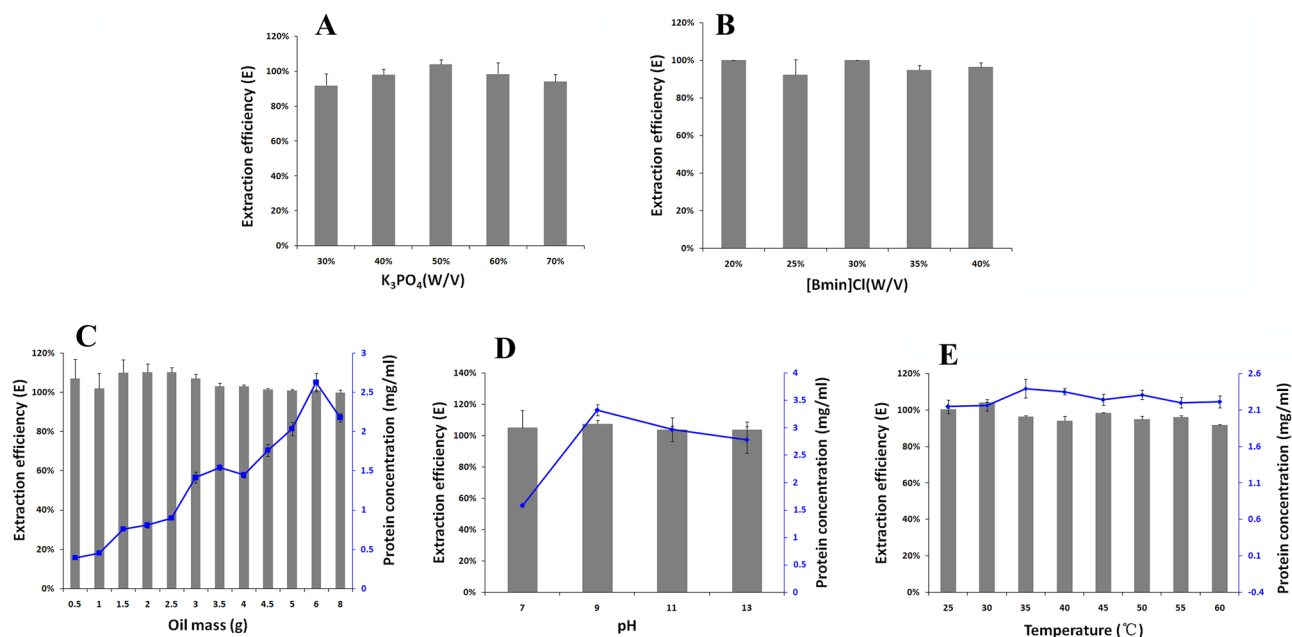 A
Extraction efficiency (E)
120%
100%
80%
60%
40%
20%
0%
30% 40% 50% 60% 70%
K₃PO₄(W/V)
B
Extraction efficiency (E)
120%
100%
80%
60%
40%
20%
0%
20% 25% 30% 35% 40%
[Bmin]Cl(W/V)
C
Extraction efficiency (E)
120%
100%
80%
60%
40%
20%
0%
0.5 1 1.5 2 2.5 3 3.5 4 4.5 5 6 8
Oil mass (g)
3
2.5
2
1.5
1
0.5
0
Protein concentration (mg/ml)
D
Extraction efficiency (E)
140%
120%
100%
80%
60%
40%
20%
0%
7 9 11 13
pH
4
3.5
3
2.5
2
1.5
1
0.5
0
Protein concentration (mg/ml)
E
Extraction efficiency (E)
120%
100%
80%
60%
40%
20%
0%
25 30 35 40 45 50 55 60
Temperature (℃)
2.6
2.1
1.6
1.1
0.6
0.1
-0.4
Protein concentration (mg/ml)